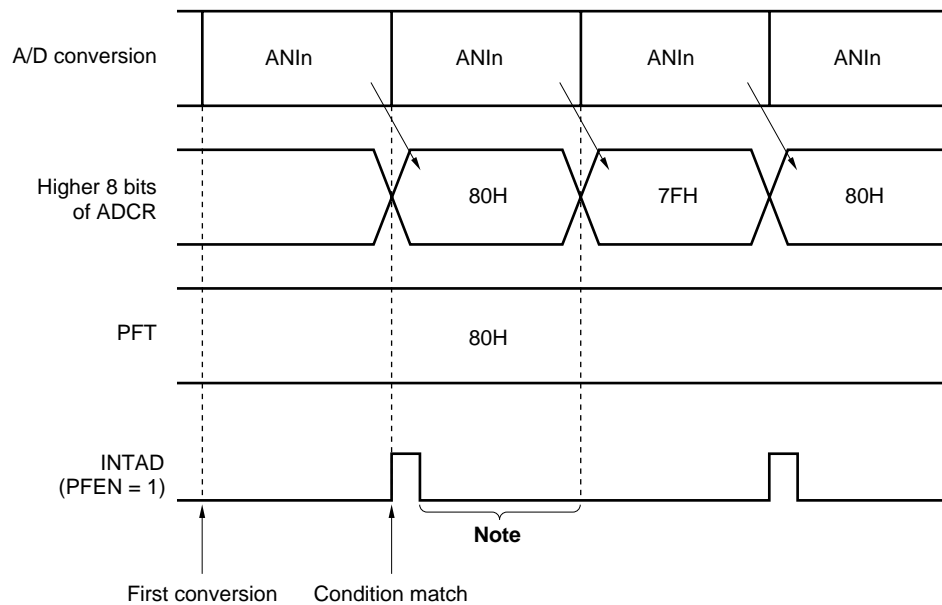 A/D conversion
ANIn
ANIn
ANIn
ANIn
Higher 8 bits
of ADCR
80H
7FH
80H
PFT
80H
INTAD
(PFEN = 1)
Note
First conversion
Condition match